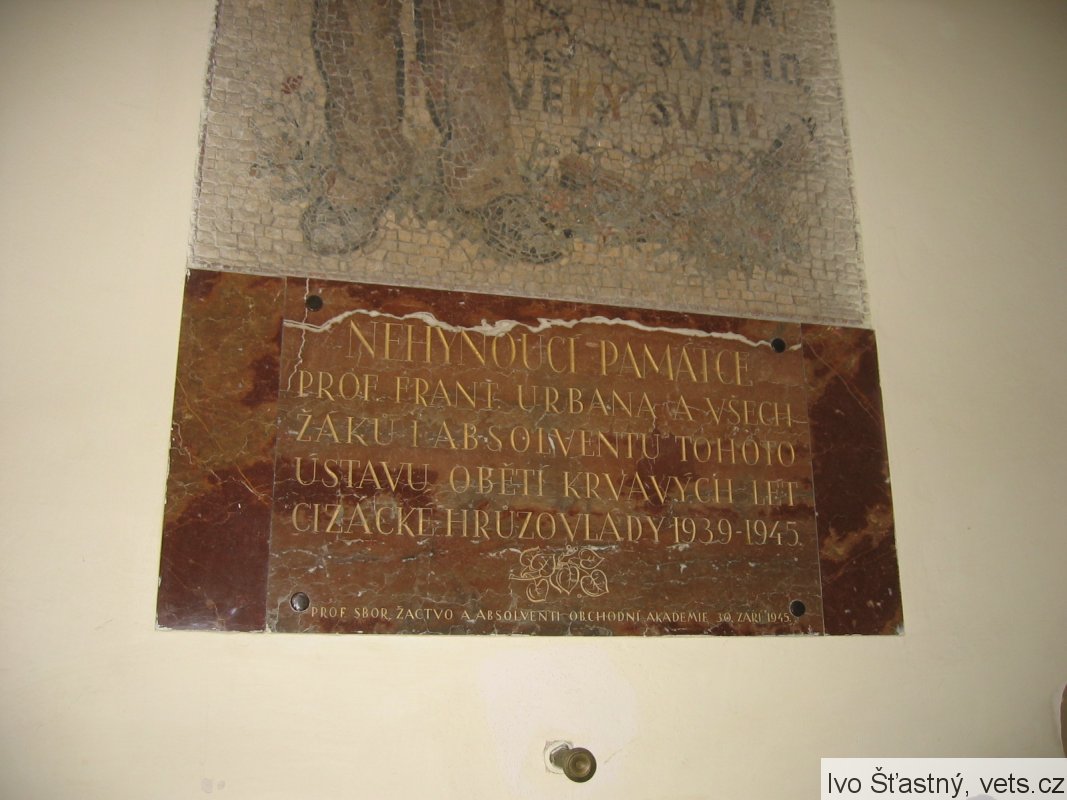 SVĚTLO
VĚKY SVÍTÍ
NEHYNOUCÍ PAMÁTCE
PROF. FRANT. URBANA A VŠECH
ŽÁKŮ I ABSOLVENTŮ TOHOTO
ÚSTAVU OBĚTÍ KRVAVÝCH LET
CIZÁCKÉ HRŮZOVLÁDY 1939-1945.
PROF. SBOR, ŽACTVO A ABSOLVENTI OBCHODNÍ AKADEMIE 30. ZÁŘÍ 1945.
Ivo Šťastný, vets.cz